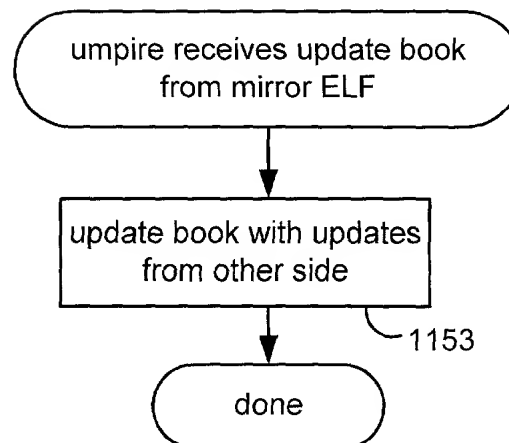 umpire receives update book
from mirror ELF
update book with updates
from other side
1153
done